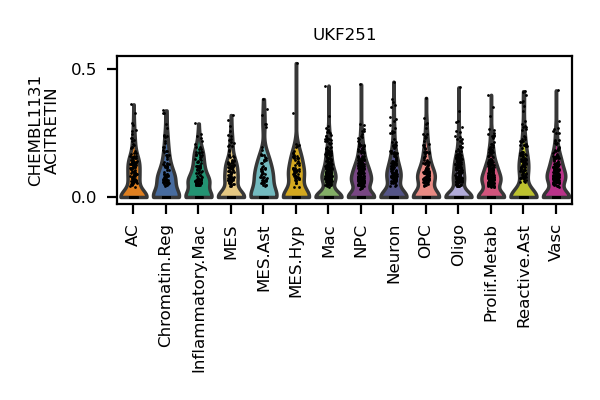 UKF251
CHEMBL1131
ACITRETIN
0.5
0.0
AC
Chromatin.Reg
Inflammatory.Mac
MES
MES.Ast
MES.Hyp
Mac
NPC
Neuron
OPC
Oligo
Prolif.Metab
Reactive.Ast
Vasc